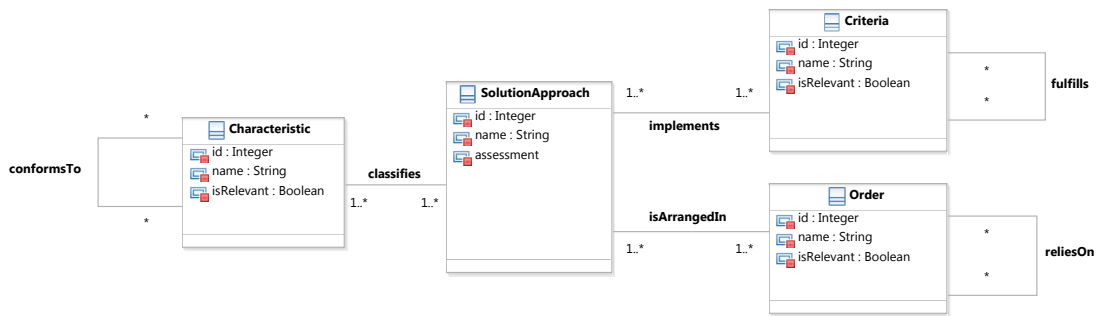 Criteria
id : Integer
name : String
isRelevant : Boolean
*
*
fulfills
SolutionApproach
id : Integer
name : String
assessment
1..*
1..*
implements
*
Characteristic
id : Integer
name : String
isRelevant : Boolean
conformsTo
*
classifies
1..*
1..*
isArrangedIn
1..*
1..*
Order
id : Integer
name : String
isRelevant : Boolean
*
*
reliesOn